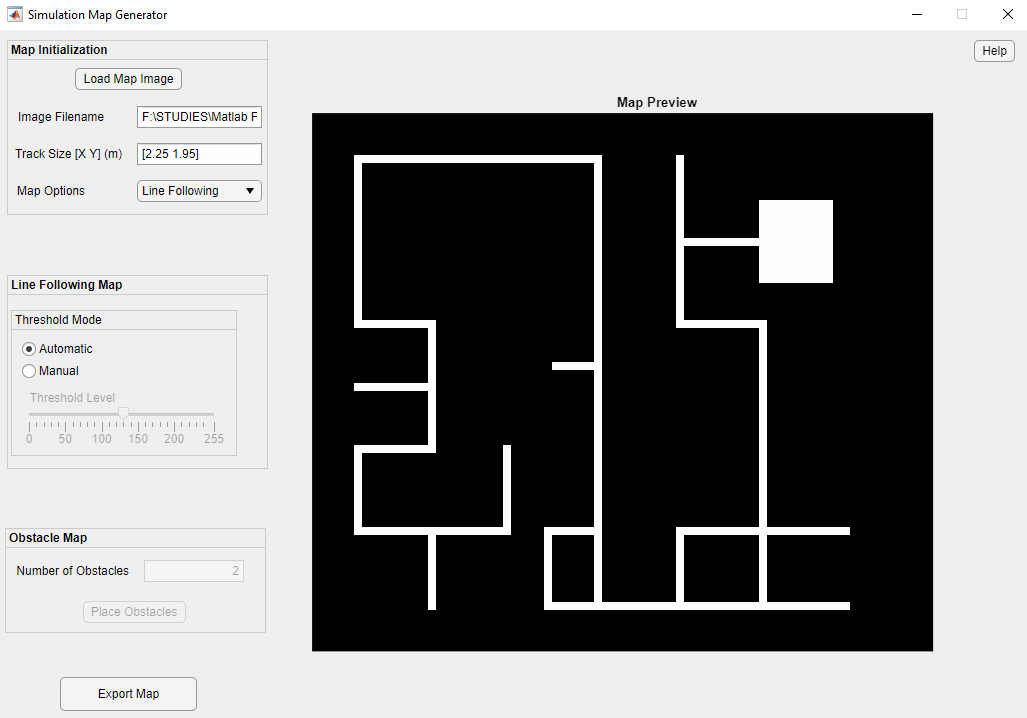 Simulation Map Generator
Map Initialization
Load Map Image
Image Filename F:\STUDIES\Matlab F
Track Size [X Y] (m) [2.25 1.95]
Map Options Line Following
Line Following Map
Threshold Mode
Automatic
Manual
Threshold Level
0 50 100 150 200 255
Obstacle Map
Number of Obstacles 2
Place Obstacles
Export Map
Help
Map Preview